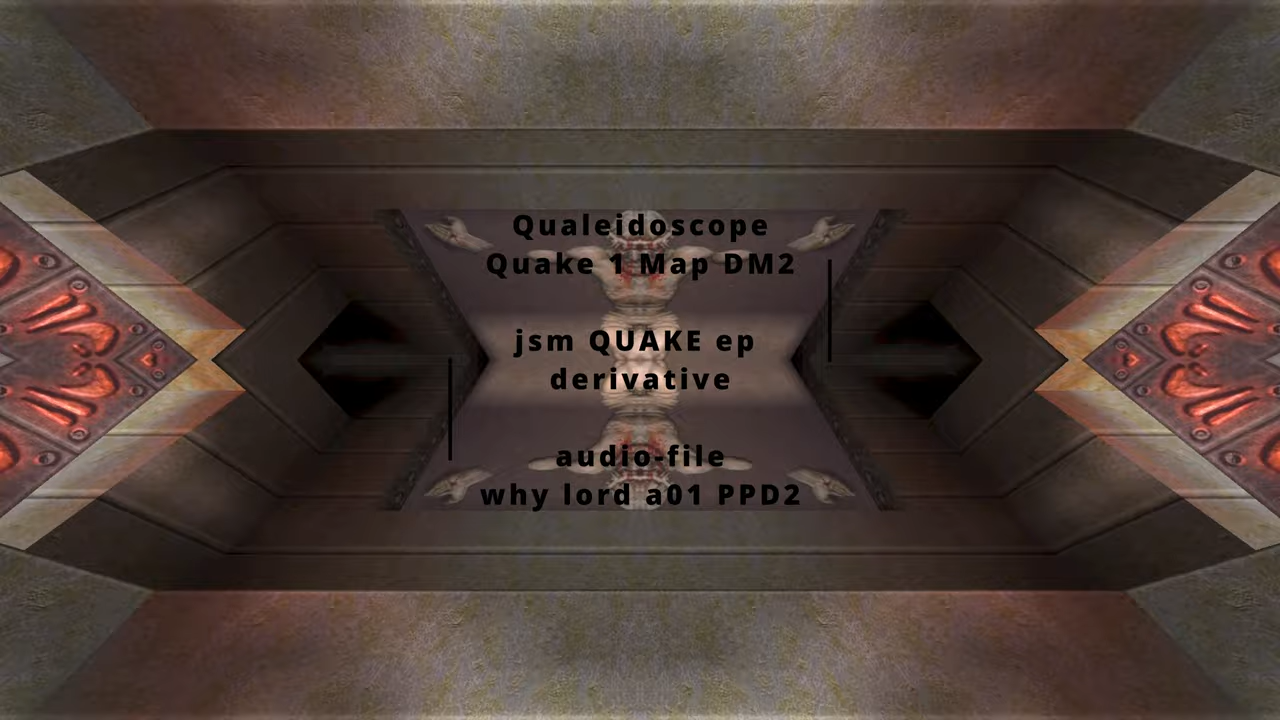 Qualeidoscope
Quake 1 Map DM2
jsm QUAKE ep
derivative
audio-file
why lord a01 PPD2